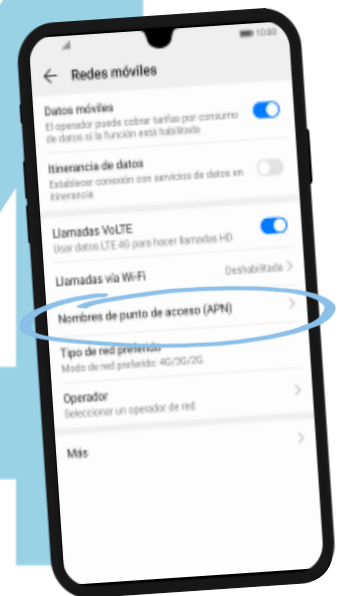 10:00
← Redes móviles
Datos móviles
El operador puede cobrar tarifas por consumo
de datos si la función está habilitada
Itinerancia de datos
Establecer conexión con servicios de datos en
itinerancia
Llamadas VoLTE
Usar datos LTE 4G para hacer llamadas HD
Llamadas vía Wi-Fi
Deshabilitada >
Nombres de punto de acceso (APN) >
Tipo de red preferido
Modo de red preferido: 4G/3G/2G
Operador >
Seleccionar un operador de red
Más >